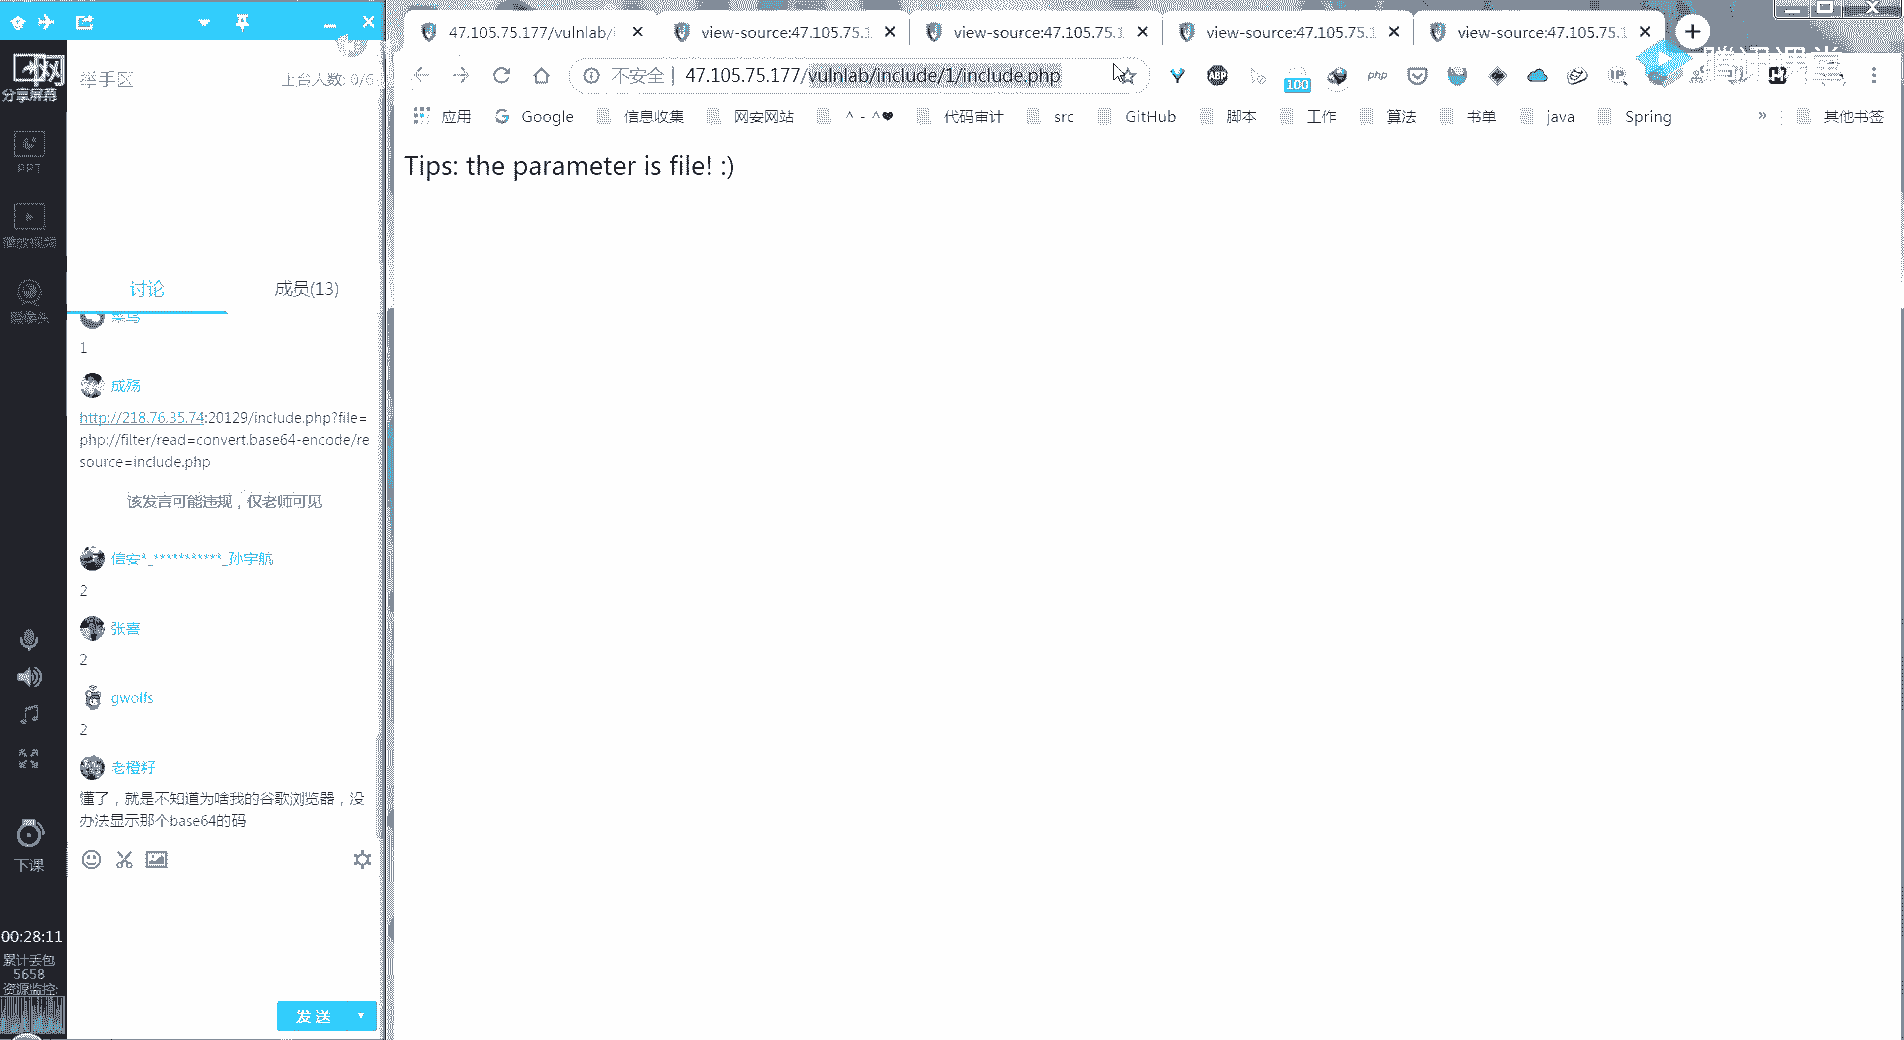 分享屏幕
PPT
播放视频
摄像头
下课
00:28:11
累计丢包
5658
资源监控:
举手区
上台人数: 0/6
讨论
成员(13)
菜鸟
1
成殇
http://218.76.35.74:20129/include.php?file=
php://filter/read=convert.base64-encode/re
source=include.php
该发言可能违规，仅老师可见
信安*_***********_孙宇航
2
张喜
2
gwolfs
2
老橙籽
懂了，就是不知道为啥我的谷歌浏览器，没
办法显示那个base64的码
发送
47.105.75.177/vulnlab/
view-source:47.105.75.1
view-source:47.105.75.1
view-source:47.105.75.1
view-source:47.105.75.1
腾讯课堂
不安全 | 47.105.75.177/vulnlab/include/1/include.php
ABP
100
php
IP
应用
Google
信息收集
网安网站
^ - ^❤
代码审计
src
GitHub
脚本
工作
算法
书单
java
Spring
»
其他书签
Tips: the parameter is file! :)